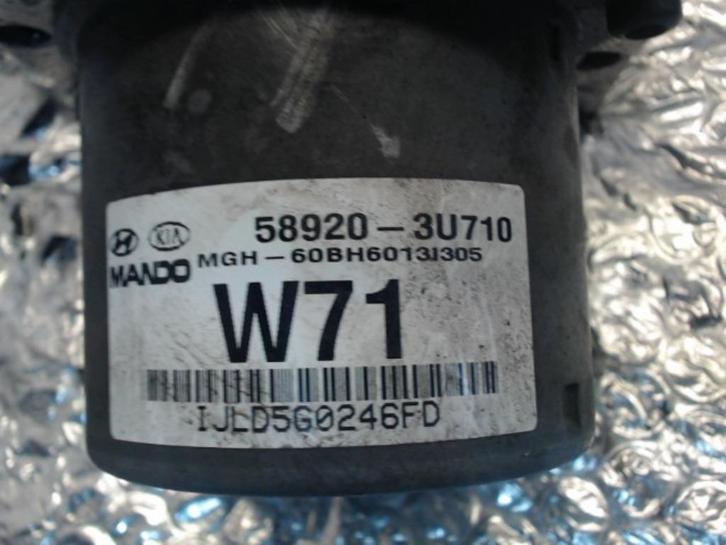 KIA 58920-3U710
MANDO MGH-60BH6013J305
W71
IJLD5G0246FD